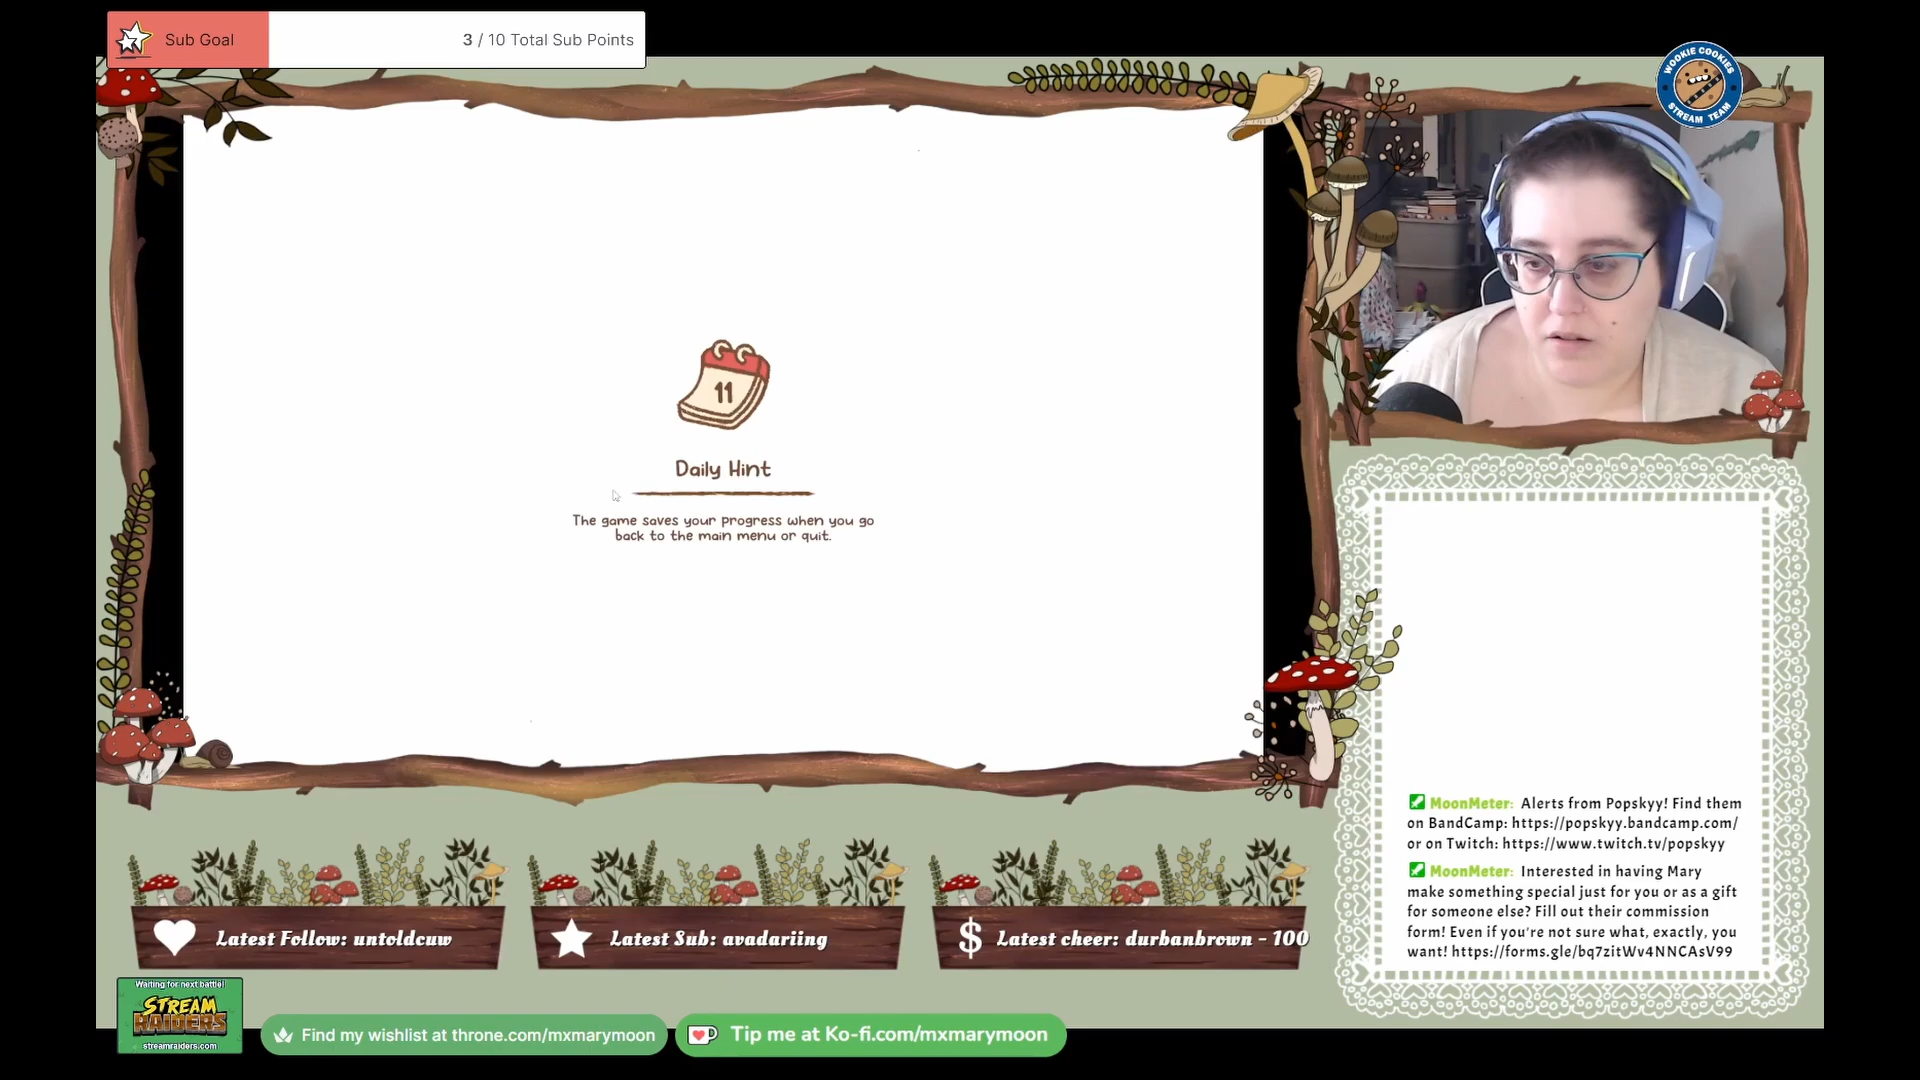 Sub Goal
3 / 10 Total Sub Points
WOOKIE COOKIES
STREAM TEAM
11
Daily Hint
The game saves your progress when you go
back to the main menu or quit.
MoonMeter: Alerts from Popskyy! Find them
on BandCamp: https://popskyy.bandcamp.com/
or on Twitch: https://www.twitch.tv/popskyy
MoonMeter: Interested in having Mary
make something special just for you or as a gift
for someone else? Fill out their commission
form! Even if you're not sure what, exactly, you
want! https://forms.gle/bq7zitWv4NNCAsV99
Latest Follow: untoldcuw
Latest Sub: avadariing
Latest cheer: durbanbrown - 100
Waiting for next battle!
STREAM
RAIDERS
streamraiders.com
Find my wishlist at throne.com/mxmarymoon
Tip me at Ko-fi.com/mxmarymoon